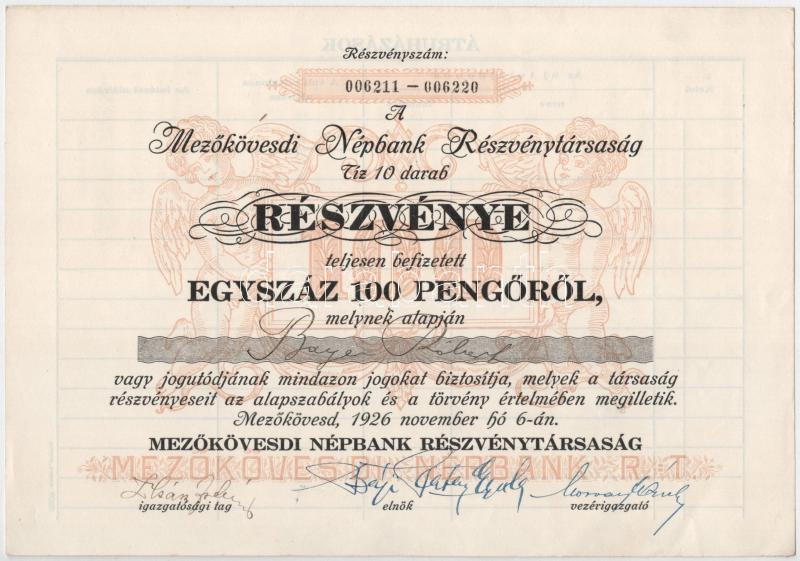 Részvényszám:
006211 — 006220
A
Mezőkövesdi Népbank Részvénytársaság
Tíz 10 darab
RÉSZVÉNYE
teljesen befizetett
EGYSZÁZ 100 PENGŐRŐL,
melynek alapján
Bayer Róbert
vagy jogutódjának mindazon jogokat biztosítja, melyek a társaság
részvényeseit az alapszabályok és a törvény értelmében megilletik.
Mezőkövesd, 1926 november hó 6-án.
MEZŐKÖVESDI NÉPBANK RÉSZVÉNYTÁRSASÁG
MEZŐKÖVESDI NÉPBANK R. T.
igazgatósági tag elnök vezérigazgató